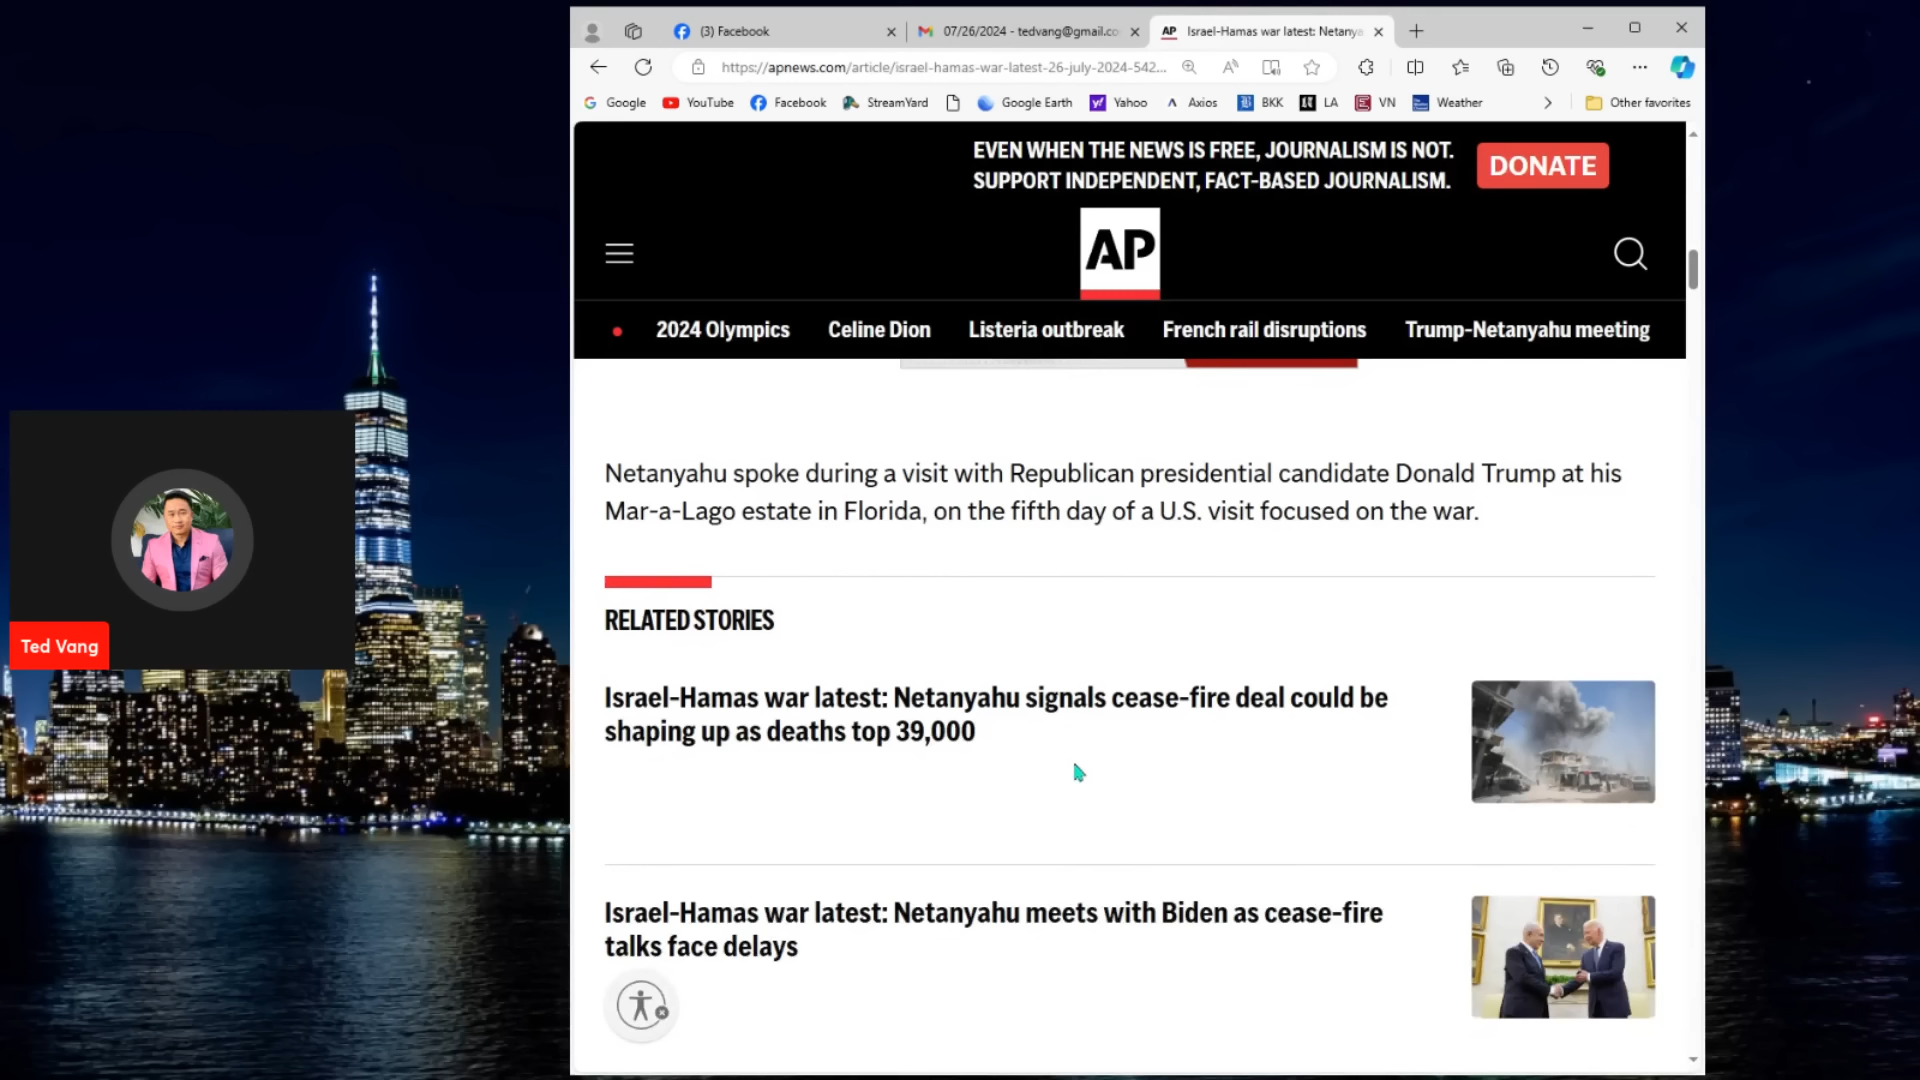 (3) Facebook
07/26/2024 - tedvang@gmail.co
AP Israel-Hamas war latest: Netanya
https://apnews.com/article/israel-hamas-war-latest-26-july-2024-542...
Google YouTube Facebook StreamYard Google Earth Yahoo Axios BKK LA VN Weather Other favorites
EVEN WHEN THE NEWS IS FREE, JOURNALISM IS NOT.
SUPPORT INDEPENDENT, FACT-BASED JOURNALISM.
DONATE
AP
2024 Olympics Celine Dion Listeria outbreak French rail disruptions Trump-Netanyahu meeting
Netanyahu spoke during a visit with Republican presidential candidate Donald Trump at his
Mar-a-Lago estate in Florida, on the fifth day of a U.S. visit focused on the war.
RELATED STORIES
Israel-Hamas war latest: Netanyahu signals cease-fire deal could be
shaping up as deaths top 39,000
Israel-Hamas war latest: Netanyahu meets with Biden as cease-fire
talks face delays
Ted Vang